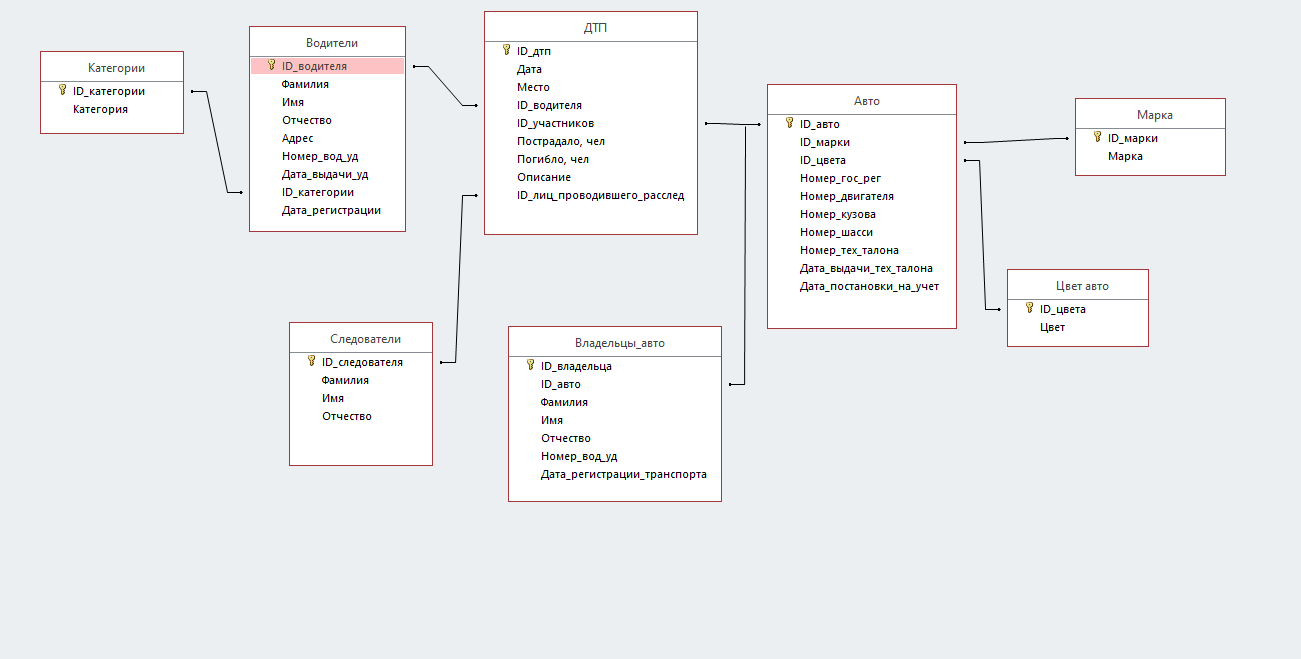 Категории
ID_категории
Категория
Водители
ID_водителя
Фамилия
Имя
Отчество
Адрес
Номер_вод_уд
Дата_выдачи_уд
ID_категории
Дата_регистрации
ДТП
ID_дтп
Дата
Место
ID_водителя
ID_участников
Пострадало, чел
Погибло, чел
Описание
ID_лиц_проводившего_расслед
Авто
ID_авто
ID_марки
ID_цвета
Номер_гос_рег
Номер_двигателя
Номер_кузова
Номер_шасси
Номер_тех_талона
Дата_выдачи_тех_талона
Дата_постановки_на_учет
Марка
ID_марки
Марка
Цвет авто
ID_цвета
Цвет
Следователи
ID_следователя
Фамилия
Имя
Отчество
Владельцы_авто
ID_владельца
ID_авто
Фамилия
Имя
Отчество
Номер_вод_уд
Дата_регистрации_транспорта